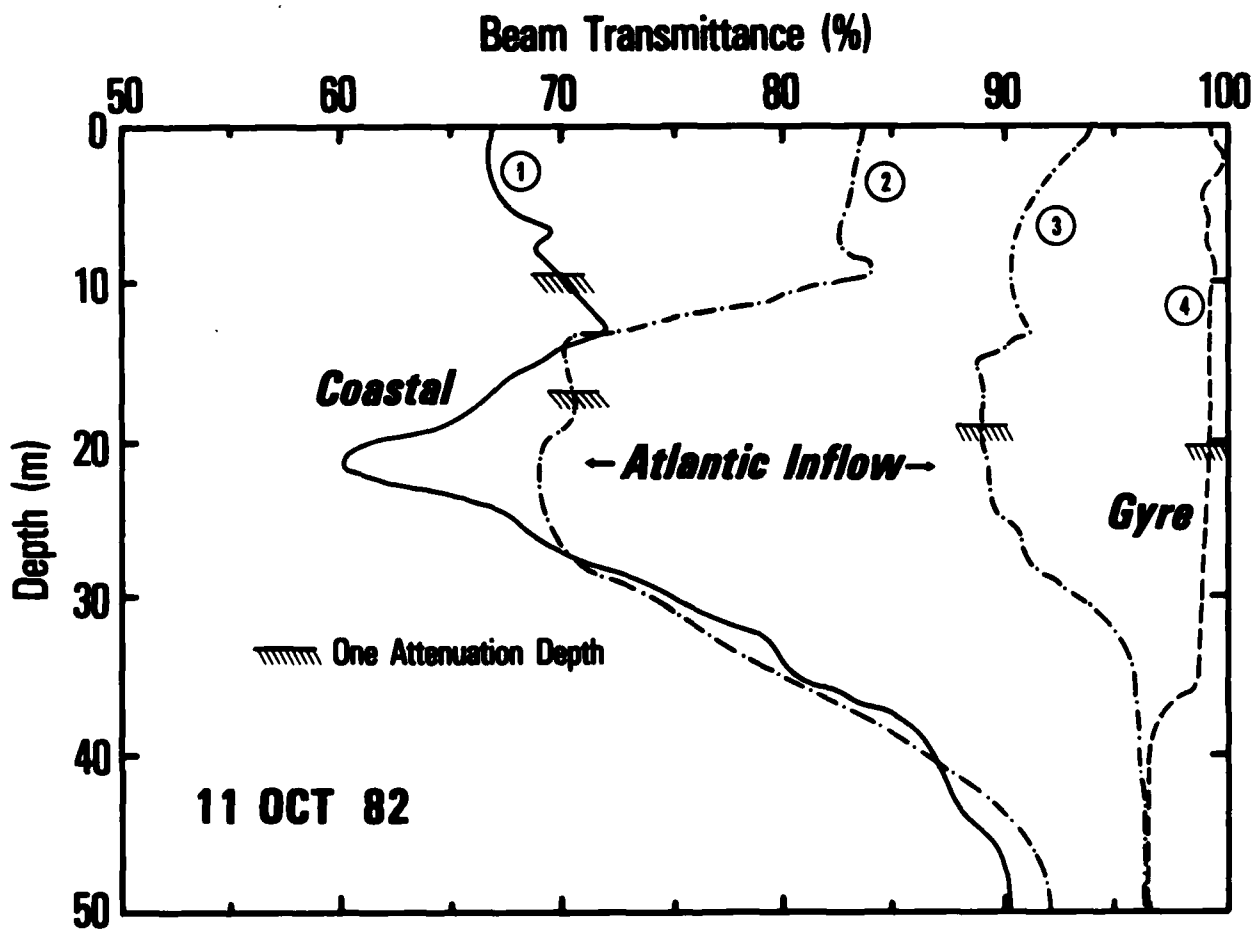 Beam Transmittance (%)
50 60 70 80 90 100
0
10
20
30
40
50
Depth (m)
1
2
3
4
Coastal
Atlantic Inflow
Gyre
One Attenuation Depth
11 OCT 82